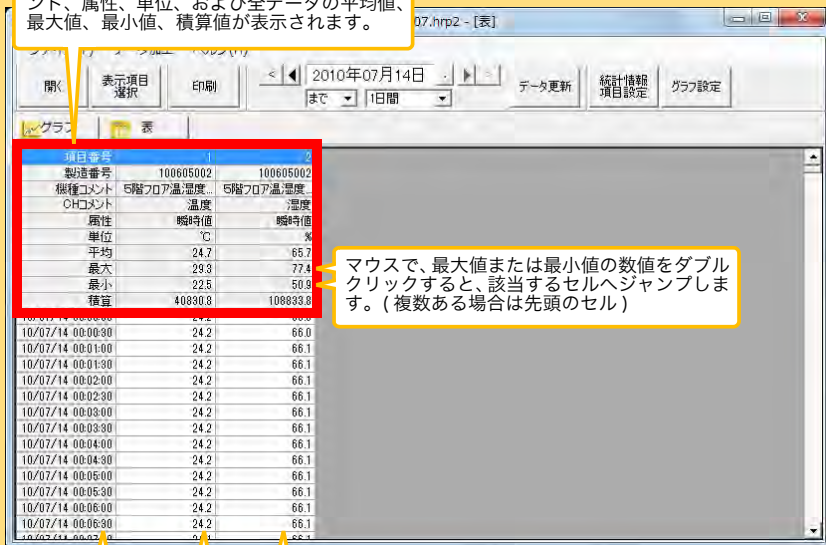 ント、属性、単位、および全データの平均値、
最大値、最小値、積算値が表示されます。
07.hrp2 - [表]
開く 表示項目選択 印刷 < 2010年07月14日 データ更新 統計情報項目設定 グラフ設定
まで 1日間
グラフ 表
項目番号 1 2
製造番号 100605002 100605002
機種コメント 5階フロア温湿度... 5階フロア温湿度...
CHコメント 温度 湿度
属性 瞬時値 瞬時値
単位 ℃ %
平均 24.7 65.7
最大 29.3 77.4
最小 22.5 50.9
積算 40830.8 108833.8
マウスで、最大値または最小値の数値をダブル
クリックすると、該当するセルへジャンプしま
す。(複数ある場合は先頭のセル)
10/07/14 00:00:30 24.2 66.0
10/07/14 00:01:00 24.2 66.1
10/07/14 00:01:30 24.2 66.1
10/07/14 00:02:00 24.2 66.1
10/07/14 00:02:30 24.2 66.1
10/07/14 00:03:00 24.2 66.1
10/07/14 00:03:30 24.2 66.1
10/07/14 00:04:00 24.2 66.1
10/07/14 00:04:30 24.2 66.1
10/07/14 00:05:00 24.2 66.1
10/07/14 00:05:30 24.2 66.1
10/07/14 00:06:00 24.2 66.1
10/07/14 00:06:30 24.2 66.1